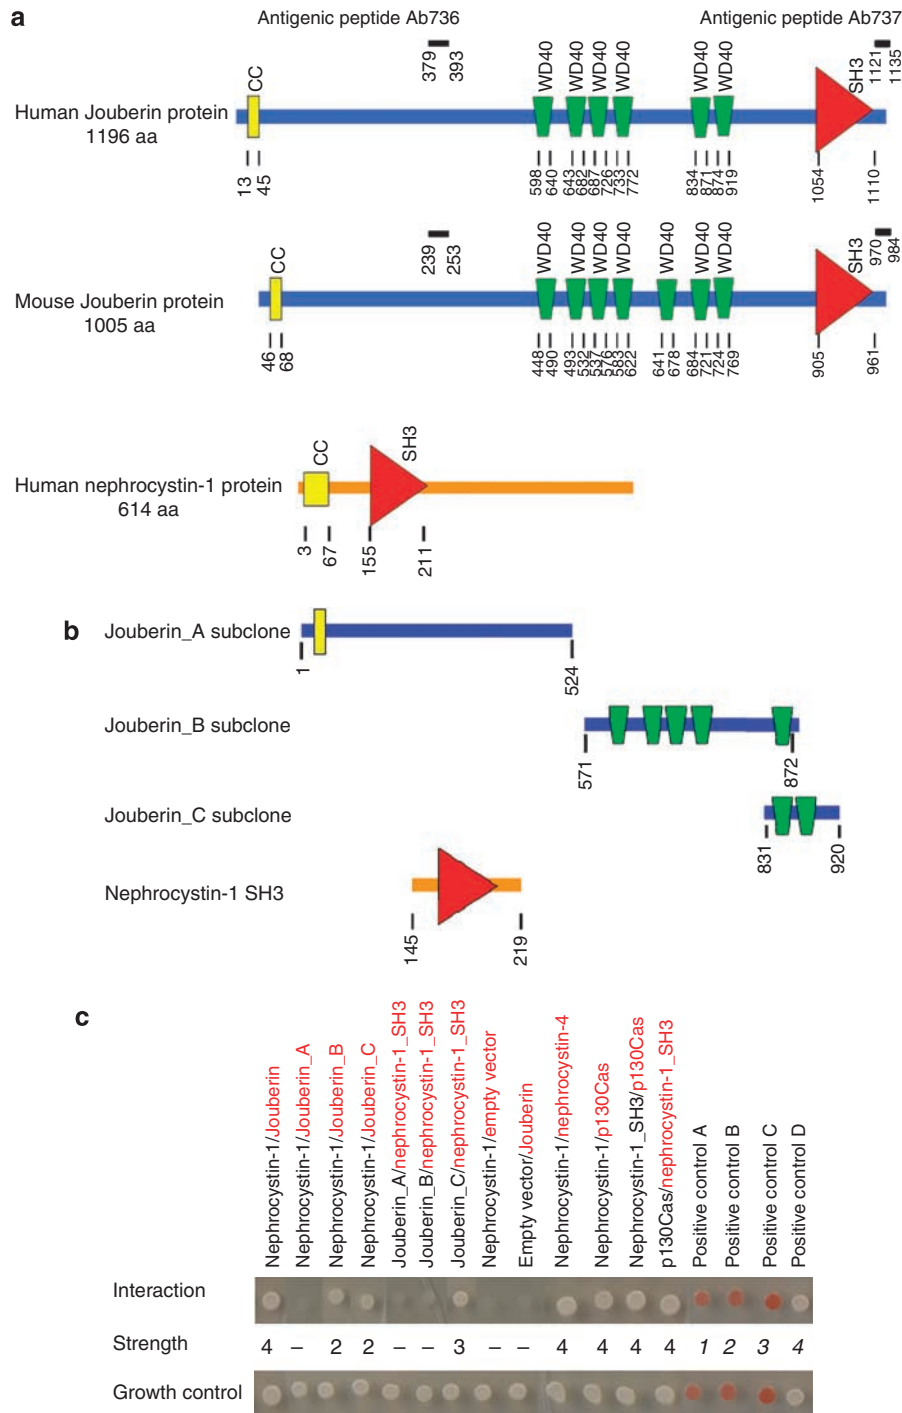 a
Antigenic peptide Ab736
Antigenic peptide Ab737
379
393
1121
1135
CC
WD40
WD40
WD40
WD40
WD40
WD40
SH3
Human Jouberin protein
1196 aa
13
45
598
640
643
682
687
726
733
772
834
871
874
919
1054
1110
239
253
970
984
CC
WD40
WD40
WD40
WD40
WD40
WD40
WD40
SH3
Mouse Jouberin protein
1005 aa
46
68
448
490
493
532
537
576
583
622
641
678
684
721
724
769
905
961
CC
SH3
Human nephrocystin-1 protein
614 aa
3
67
155
211
b
Jouberin_A subclone
1
524
Jouberin_B subclone
571
872
Jouberin_C subclone
831
920
Nephrocystin-1 SH3
145
219
c
Nephrocystin-1/Jouberin
Nephrocystin-1/Jouberin_A
Nephrocystin-1/Jouberin_B
Nephrocystin-1/Jouberin_C
Jouberin_A/nephrocystin-1_SH3
Jouberin_B/nephrocystin-1_SH3
Jouberin_C/nephrocystin-1_SH3
Nephrocystin-1/empty vector
Empty vector/Jouberin
Nephrocystin-1/nephrocystin-4
Nephrocystin-1/p130Cas
Nephrocystin-1_SH3/p130Cas
p130Cas/nephrocystin-1_SH3
Positive control A
Positive control B
Positive control C
Positive control D
Interaction
Strength 4 – 2 2 – – 3 – – 4 4 4 4 1 2 3 4
Growth control